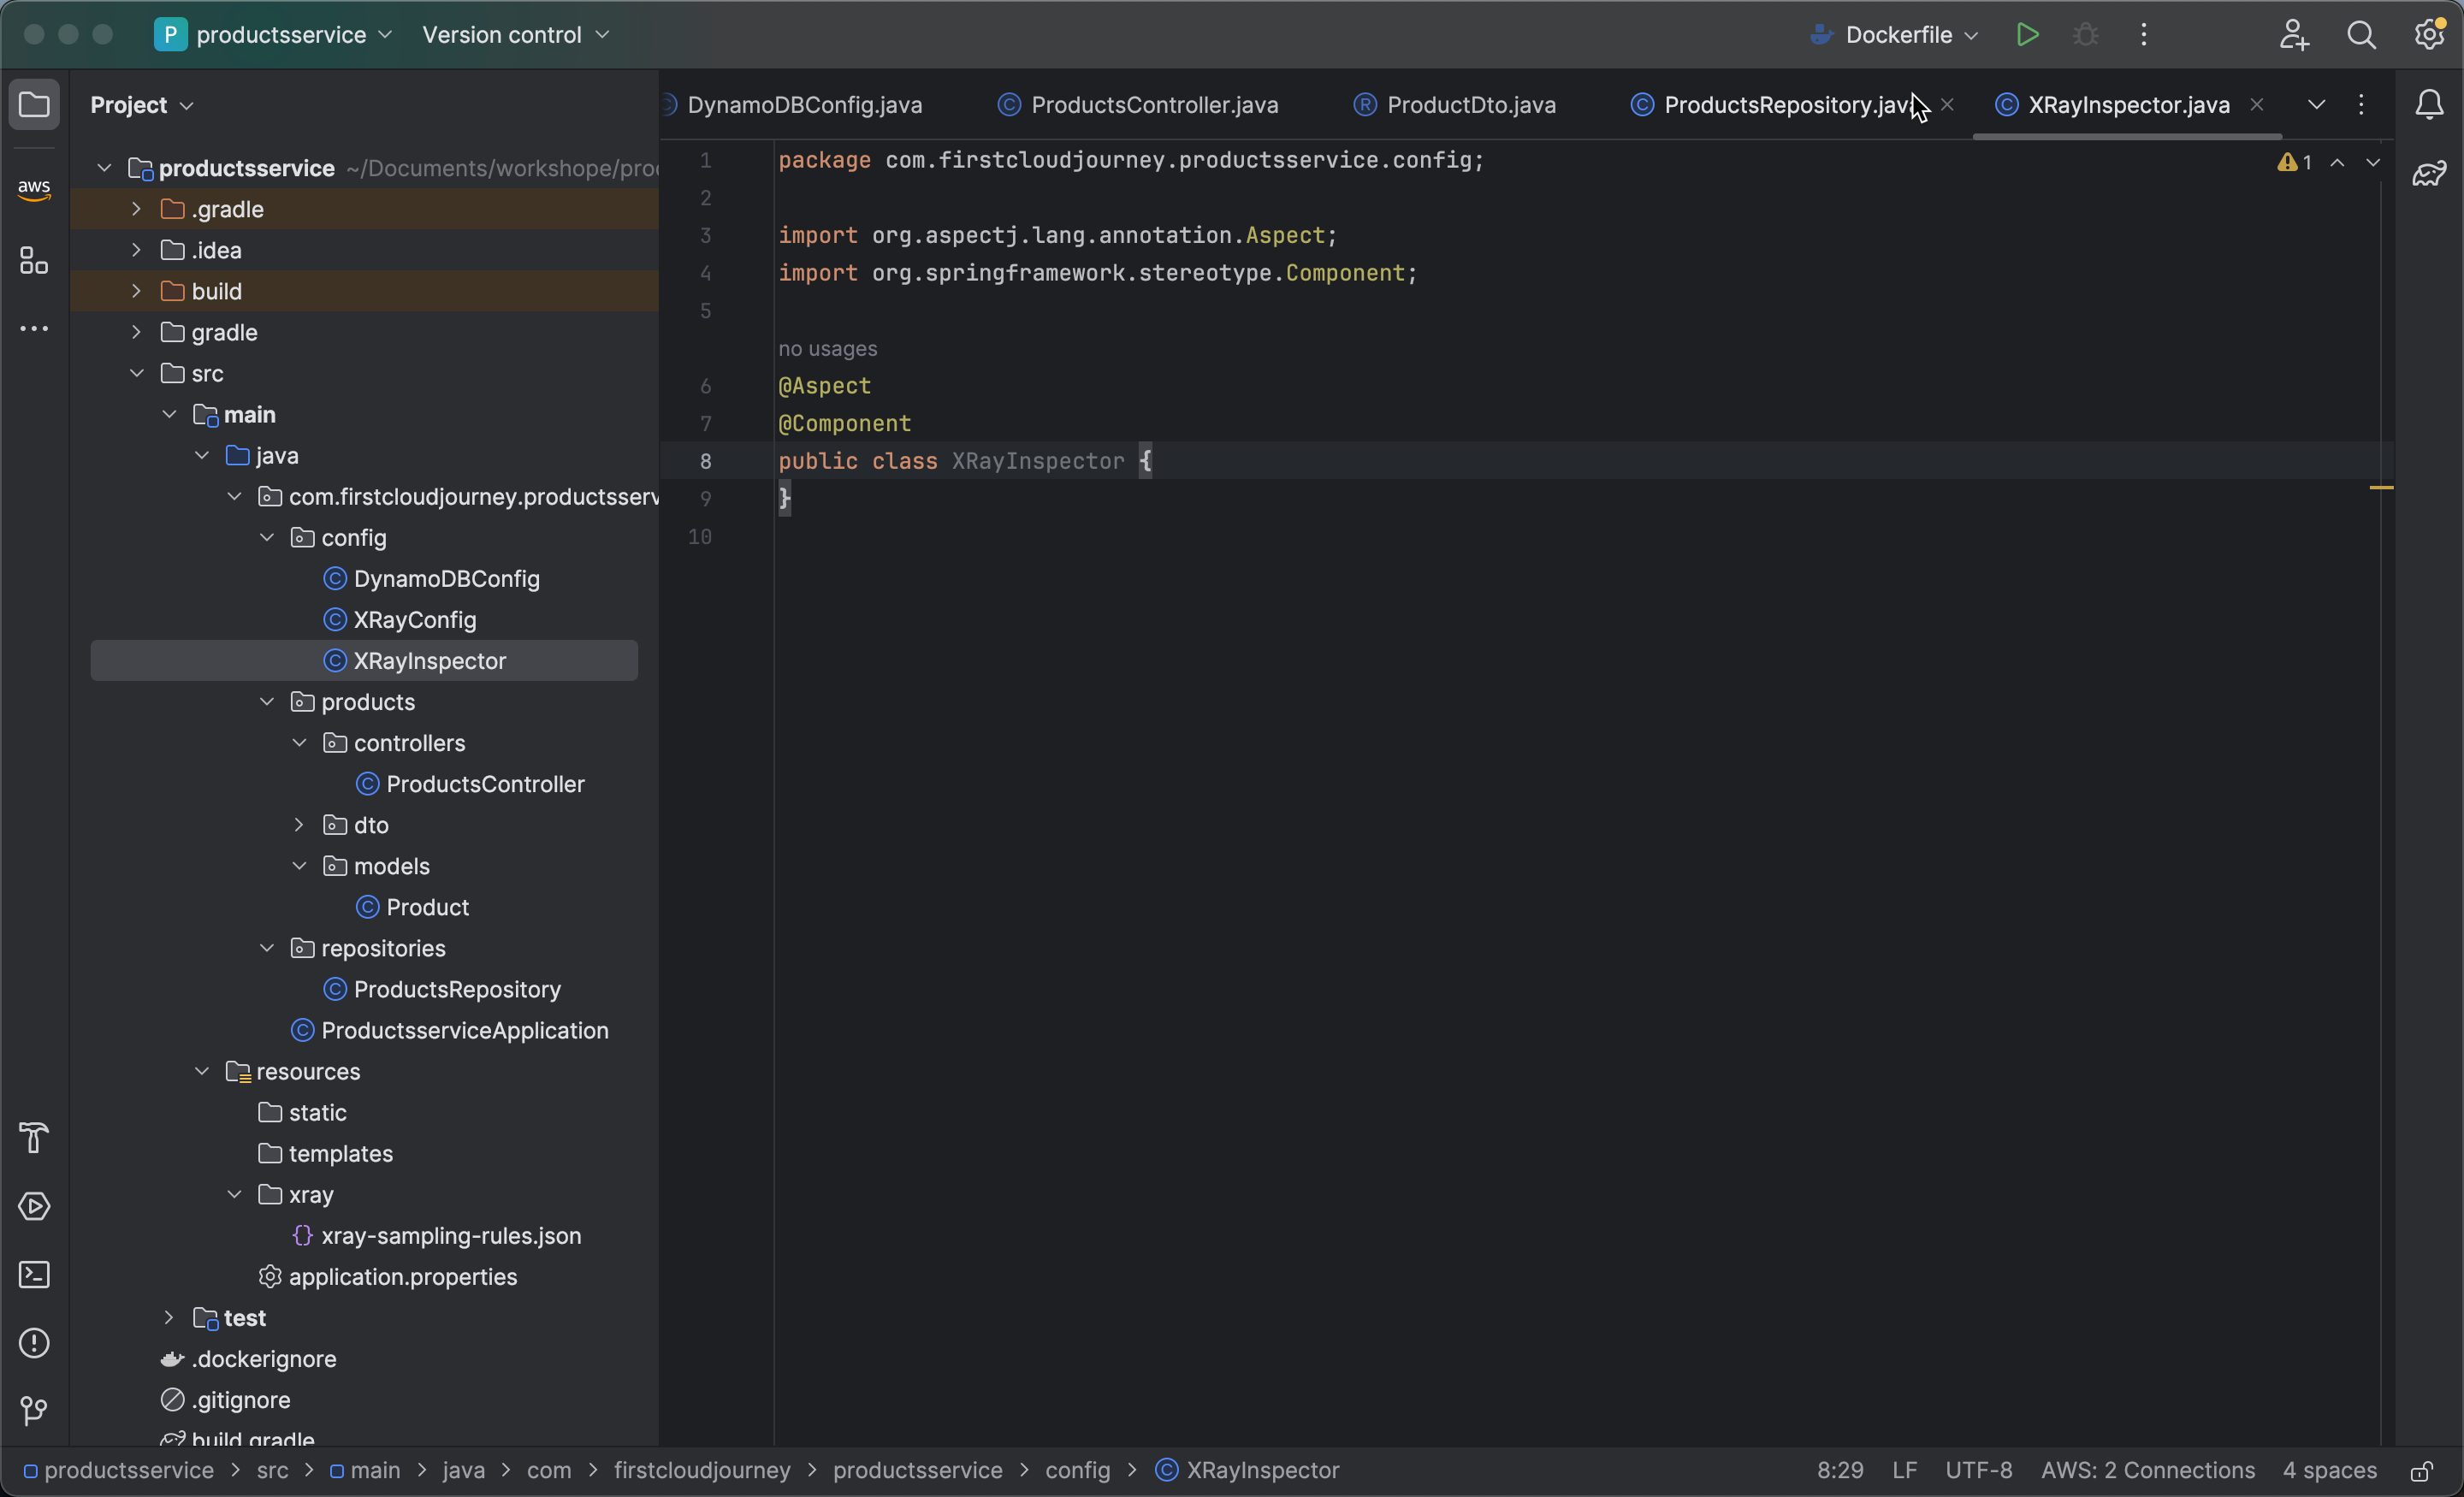 P productsservice Version control Dockerfile
Project
DynamoDBConfig.java ProductsController.java ProductDto.java ProductsRepository.java XRayInspector.java
aws
productsservice ~/Documents/workshope/pro
.gradle
.idea
build
gradle
src
main
java
com.firstcloudjourney.productsserv
config
DynamoDBConfig
XRayConfig
XRayInspector
products
controllers
ProductsController
dto
models
Product
repositories
ProductsRepository
ProductsserviceApplication
resources
static
templates
xray
xray-sampling-rules.json
application.properties
test
.dockerignore
.gitignore
build.gradle
1 package com.firstcloudjourney.productsservice.config;
1
2
3 import org.aspectj.lang.annotation.Aspect;
4 import org.springframework.stereotype.Component;
5
no usages
6 @Aspect
7 @Component
8 public class XRayInspector {
9 }
10
productsservice > src > main > java > com > firstcloudjourney > productsservice > config > XRayInspector
8:29 LF UTF-8 AWS: 2 Connections 4 spaces